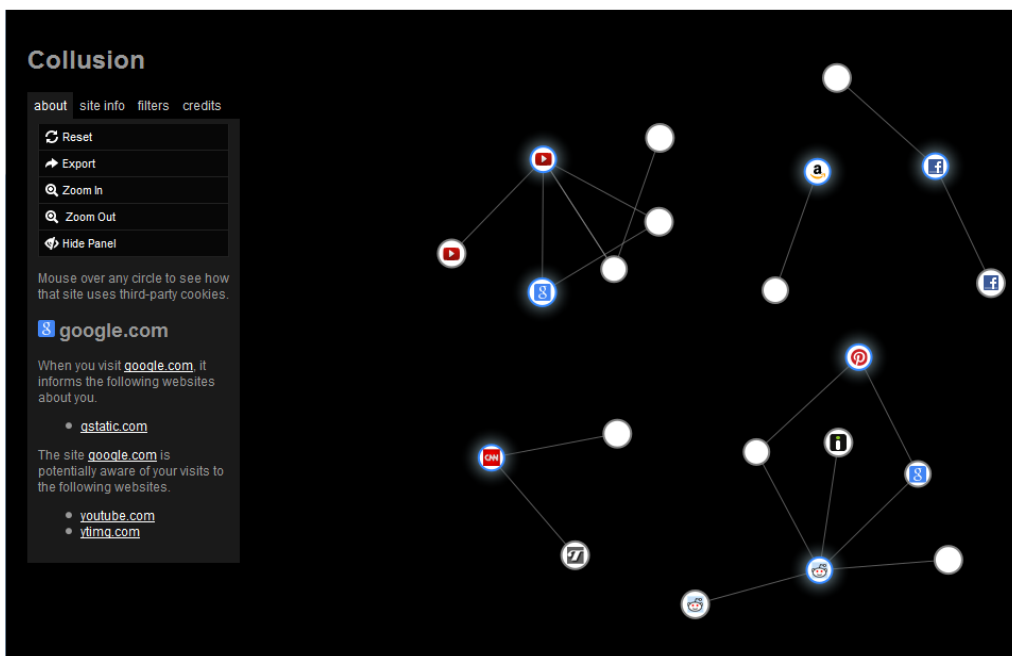 Collusion
about site info filters credits
Reset
Export
Zoom In
Zoom Out
Hide Panel
Mouse over any circle to see how
that site uses third-party cookies.
google.com
When you visit google.com, it
informs the following websites
about you.
gstatic.com
The site google.com is
potentially aware of your visits to
the following websites.
youtube.com
ytimg.com
a
f
f
g
g
g
CNN
i